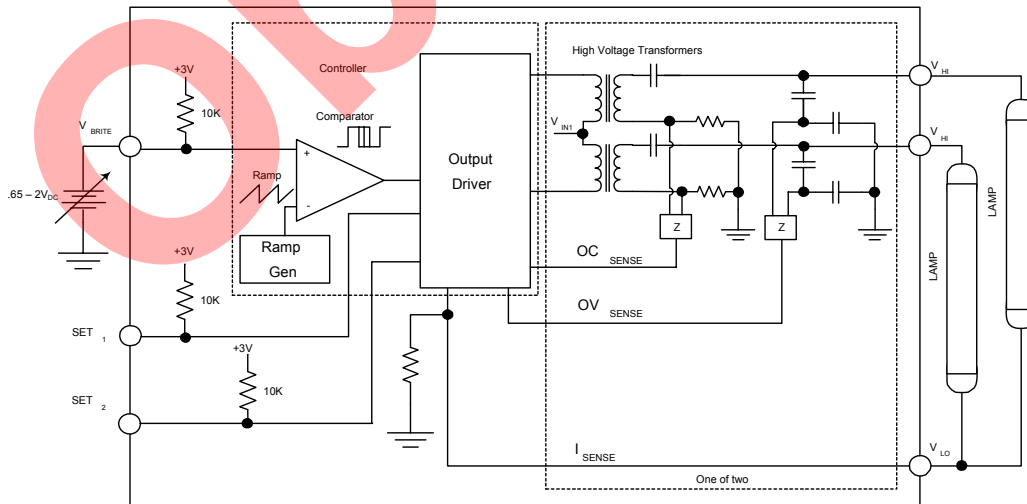 High Voltage Transformers
+3V
Controller
V HI
10K
V BRITE
Comparator
V IN1
V HI
+
Output
Driver
Ramp
.65 – 2V DC
-
Z
Z
LAMP
+3V
Ramp
Gen
OC SENSE
LAMP
10K
OV SENSE
SET 1
+3V
10K
SET 2
I SENSE
V LO
One of two